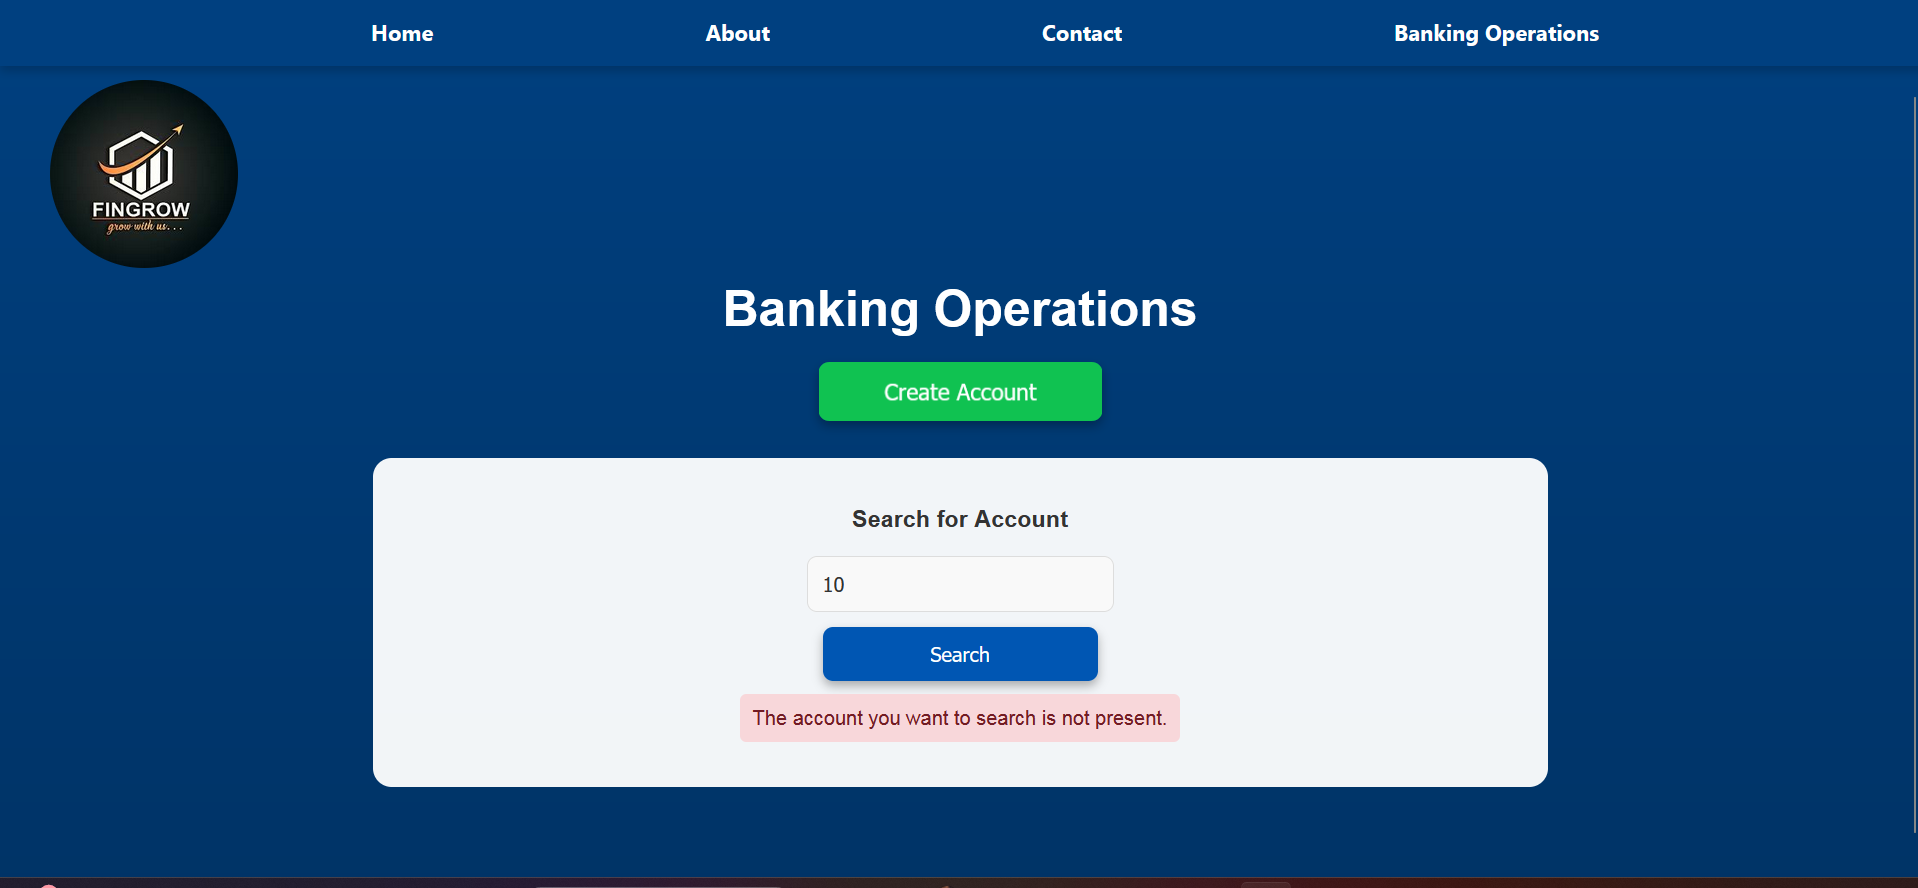 Home About Contact Banking Operations
FINGROW
grow with us...
Banking Operations
Create Account
Search for Account
10
Search
The account you want to search is not present.